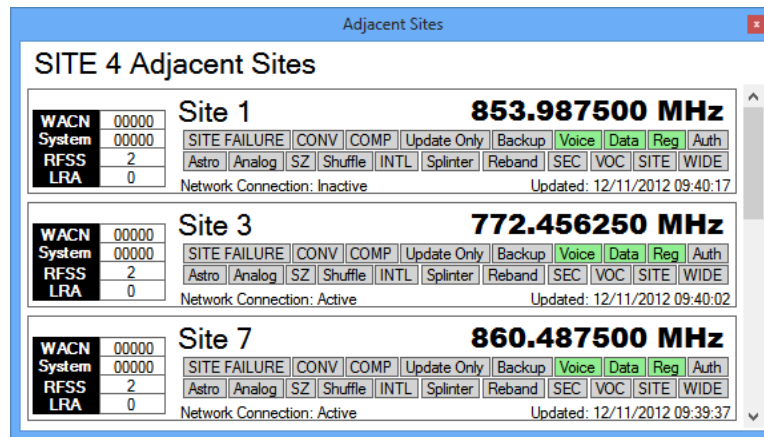 Adjacent Sites
x
SITE 4 Adjacent Sites
WACN 00000
System 00000
RFSS 2
LRA 0
Site 1 853.987500 MHz
SITE FAILURE CONV COMP Update Only Backup Voice Data Reg Auth
Astro Analog SZ Shuffle INTL Splinter Reband SEC VOC SITE WIDE
Network Connection: Inactive Updated: 12/11/2012 09:40:17
WACN 00000
System 00000
RFSS 2
LRA 0
Site 3 772.456250 MHz
SITE FAILURE CONV COMP Update Only Backup Voice Data Reg Auth
Astro Analog SZ Shuffle INTL Splinter Reband SEC VOC SITE WIDE
Network Connection: Active Updated: 12/11/2012 09:40:02
WACN 00000
System 00000
RFSS 2
LRA 0
Site 7 860.487500 MHz
SITE FAILURE CONV COMP Update Only Backup Voice Data Reg Auth
Astro Analog SZ Shuffle INTL Splinter Reband SEC VOC SITE WIDE
Network Connection: Active Updated: 12/11/2012 09:39:37